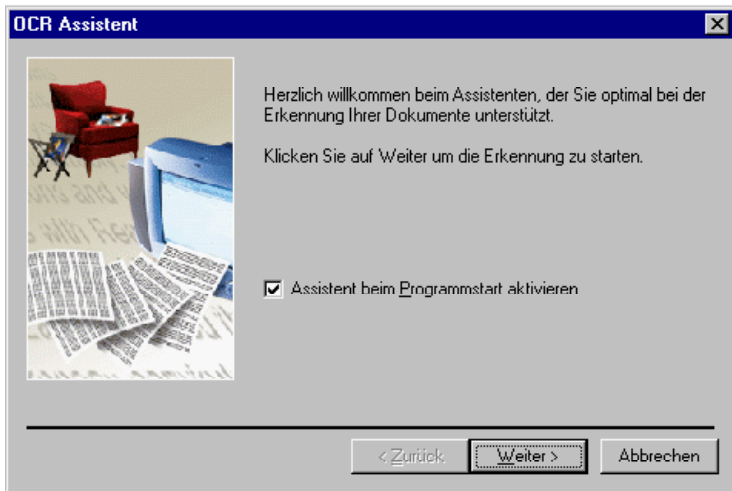 OCR Assistent
Herzlich willkommen beim Assistenten, der Sie optimal bei der
Erkennung Ihrer Dokumente unterstützt.
Klicken Sie auf Weiter um die Erkennung zu starten.
Assistent beim Programmstart aktivieren
< Zurück
Weiter >
Abbrechen